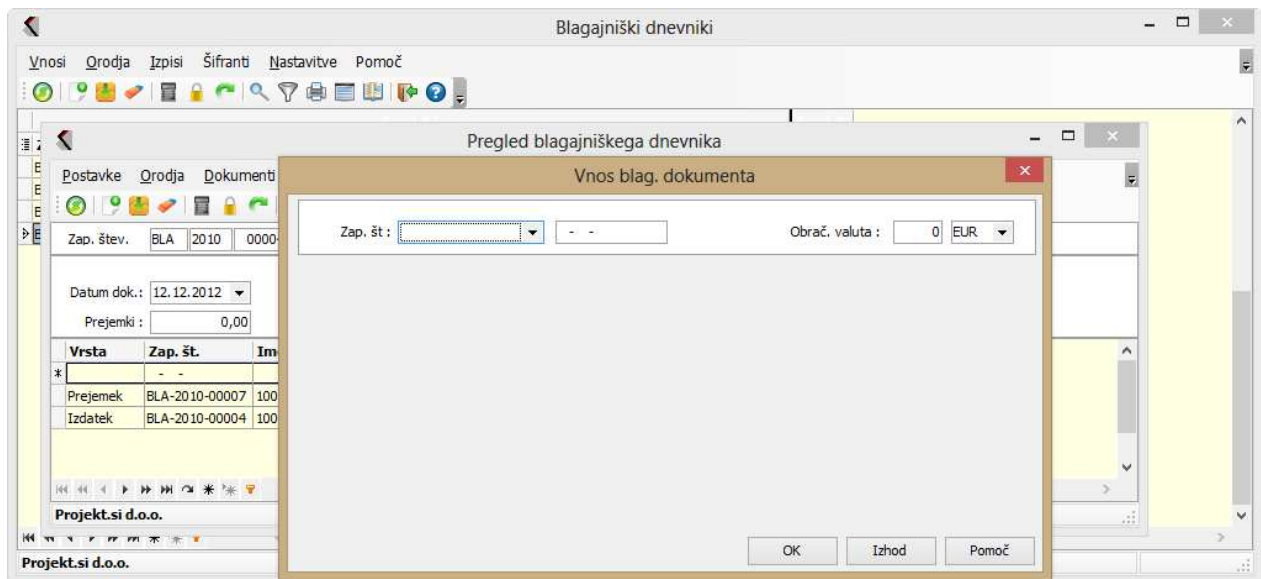 Blagajniški dnevniki
Vnosi Orodja Izpisi Šifranti Nastavitve Pomoč
Pregled blagajniškega dnevnika
Postavke Orodja Dokumenti
Vnos blag. dokumenta
Zap. štev. BLA 2010
Zap. št : - - Obrač. valuta : 0 EUR
Datum dok.: 12.12.2012
Prejemki : 0,00
Vrsta Zap. št.
- -
Prejemek BLA-2010-00007 100
Izdatek BLA-2010-00004 100
Projekt.si d.o.o.
OK Izhod Pomoč
Projekt.si d.o.o.